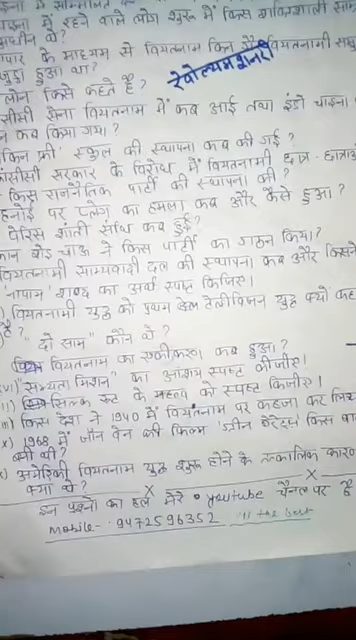 में रहने वाले लोग शुरू में किस शक्तिशाली
अधीन थे?
के माध्यम से वियतनाम किन गैर वियतनामी
जुड़ा हुआ था?
लोन किसे कहते हैं?
रेवोल्यूशनरी
सेना वियतनाम में कब आई तथा इंडो चाइना
कब किया गया?
फ्री स्कूल की स्थापना कब की गई?
सरकार के विरोध में वियतनामी छात्र-छात्राओं
किस राजनैतिक पार्टी की स्थापना की?
पर प्लेग का हमला कब और कैसे हुआ?
पेरिस शांती संधि कब हुई?
चाऊ ने किस पार्टी का गठन किया?
वियतनामी साम्यवादी दल की स्थापना कब और किसने
नापाम' शब्द का अर्थ स्पष्ट किजिए।
वियतनामी युद्ध को प्रथम टेलीविजन युद्ध क्यों कहा
है?
"दो साम" कौन थे?
वियतनाम का एकीकरण कब हुआ?
(vi) "सभ्यता मिशन" का आशय स्पष्ट कीजिए।
सिल्क रूट के महत्व को स्पष्ट किजीए।
किस देश ने 1940 में वियतनाम पर कब्जा कर लिया
x) 1968 में जॉन वेन की फिल्म 'ग्रीन बेरेट्स' किस
थी?
अमेरिकी वियतनाम युद्ध शुरू होने के तत्कालिक कारण
क्या थे?
X X
इन प्रश्नों का हल मेरे youtube चैनल पर है
mobile - 9472596352 the best